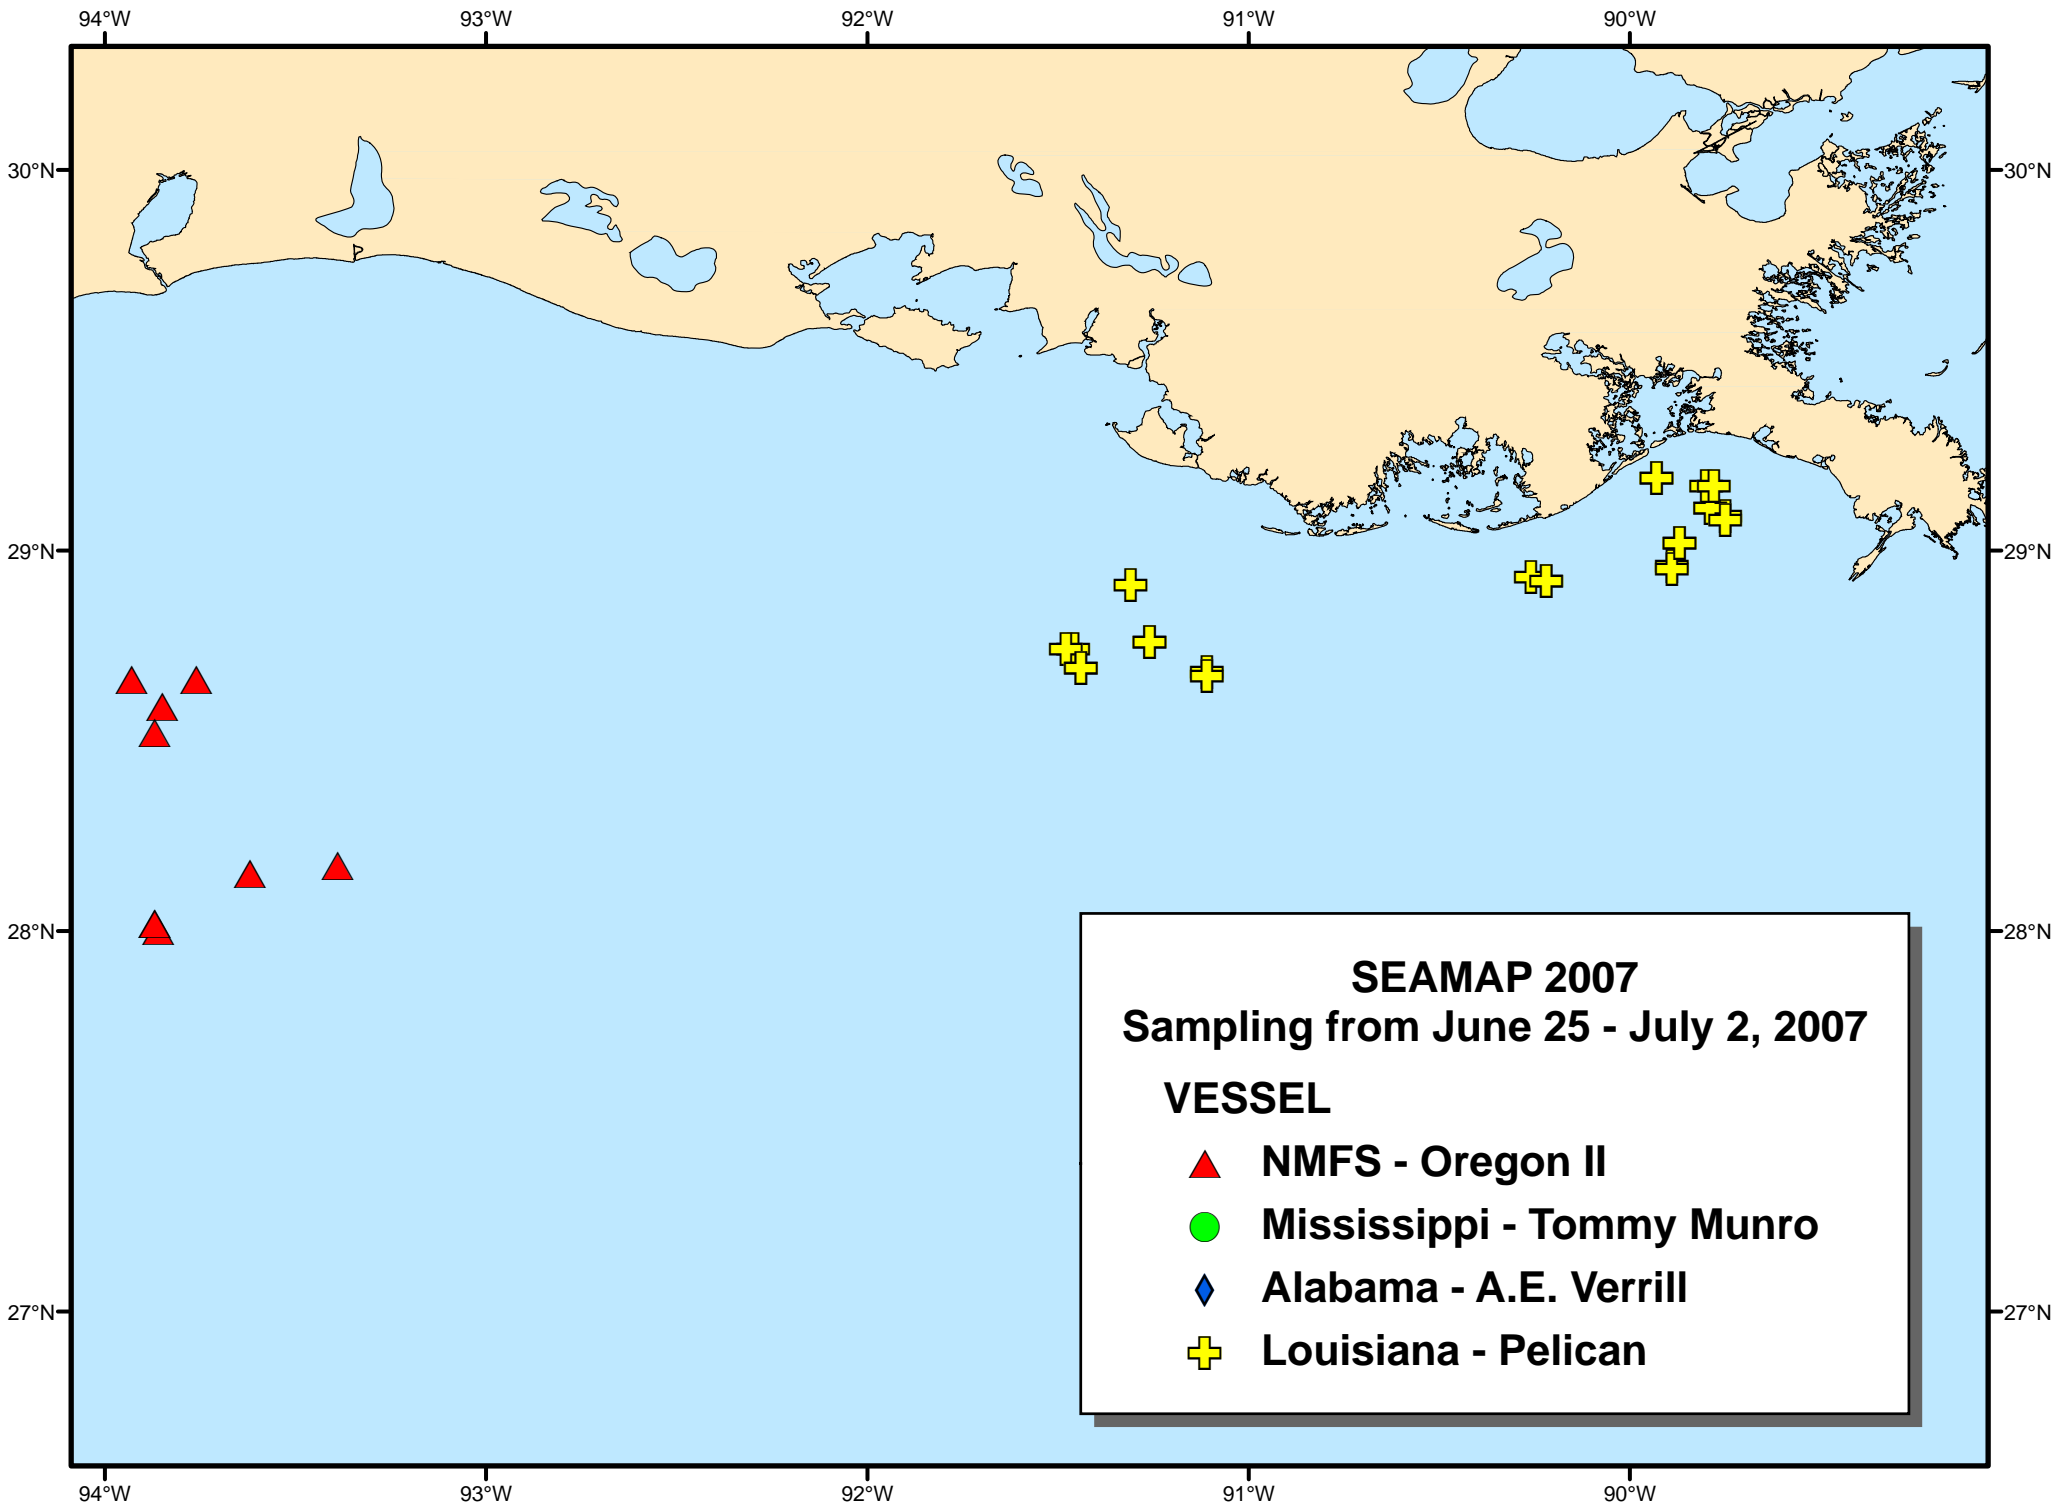 94°W 93°W 92°W 91°W 90°W
30°N 30°N
29°N 29°N
28°N 28°N
SEAMAP 2007
Sampling from June 25 - July 2, 2007
VESSEL
NMFS - Oregon II
Mississippi - Tommy Munro
Alabama - A.E. Verrill
27°N 27°N
Louisiana - Pelican
94°W 93°W 92°W 91°W 90°W